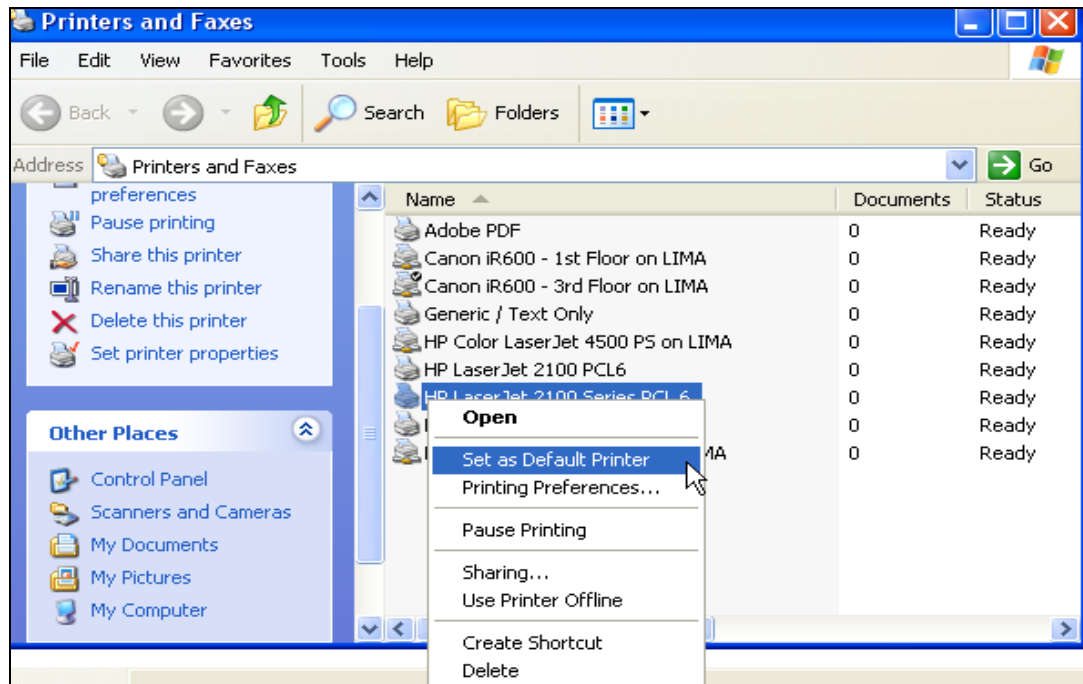 Printers and Faxes
File Edit View Favorites Tools Help
Back Search Folders
Address Printers and Faxes Go
preferences
Pause printing
Share this printer
Rename this printer
Delete this printer
Set printer properties
Other Places
Control Panel
Scanners and Cameras
My Documents
My Pictures
My Computer
Name Documents Status
Adobe PDF 0 Ready
Canon iR600 - 1st Floor on LIMA 0 Ready
Canon iR600 - 3rd Floor on LIMA 0 Ready
Generic / Text Only 0 Ready
HP Color LaserJet 4500 PS on LIMA 0 Ready
HP LaserJet 2100 PCL6 0 Ready
HP LaserJet 2100 Series PCL 6 0 Ready
0 Ready
0 Ready
Open
Set as Default Printer
Printing Preferences...
Pause Printing
Sharing...
Use Printer Offline
Create Shortcut
Delete